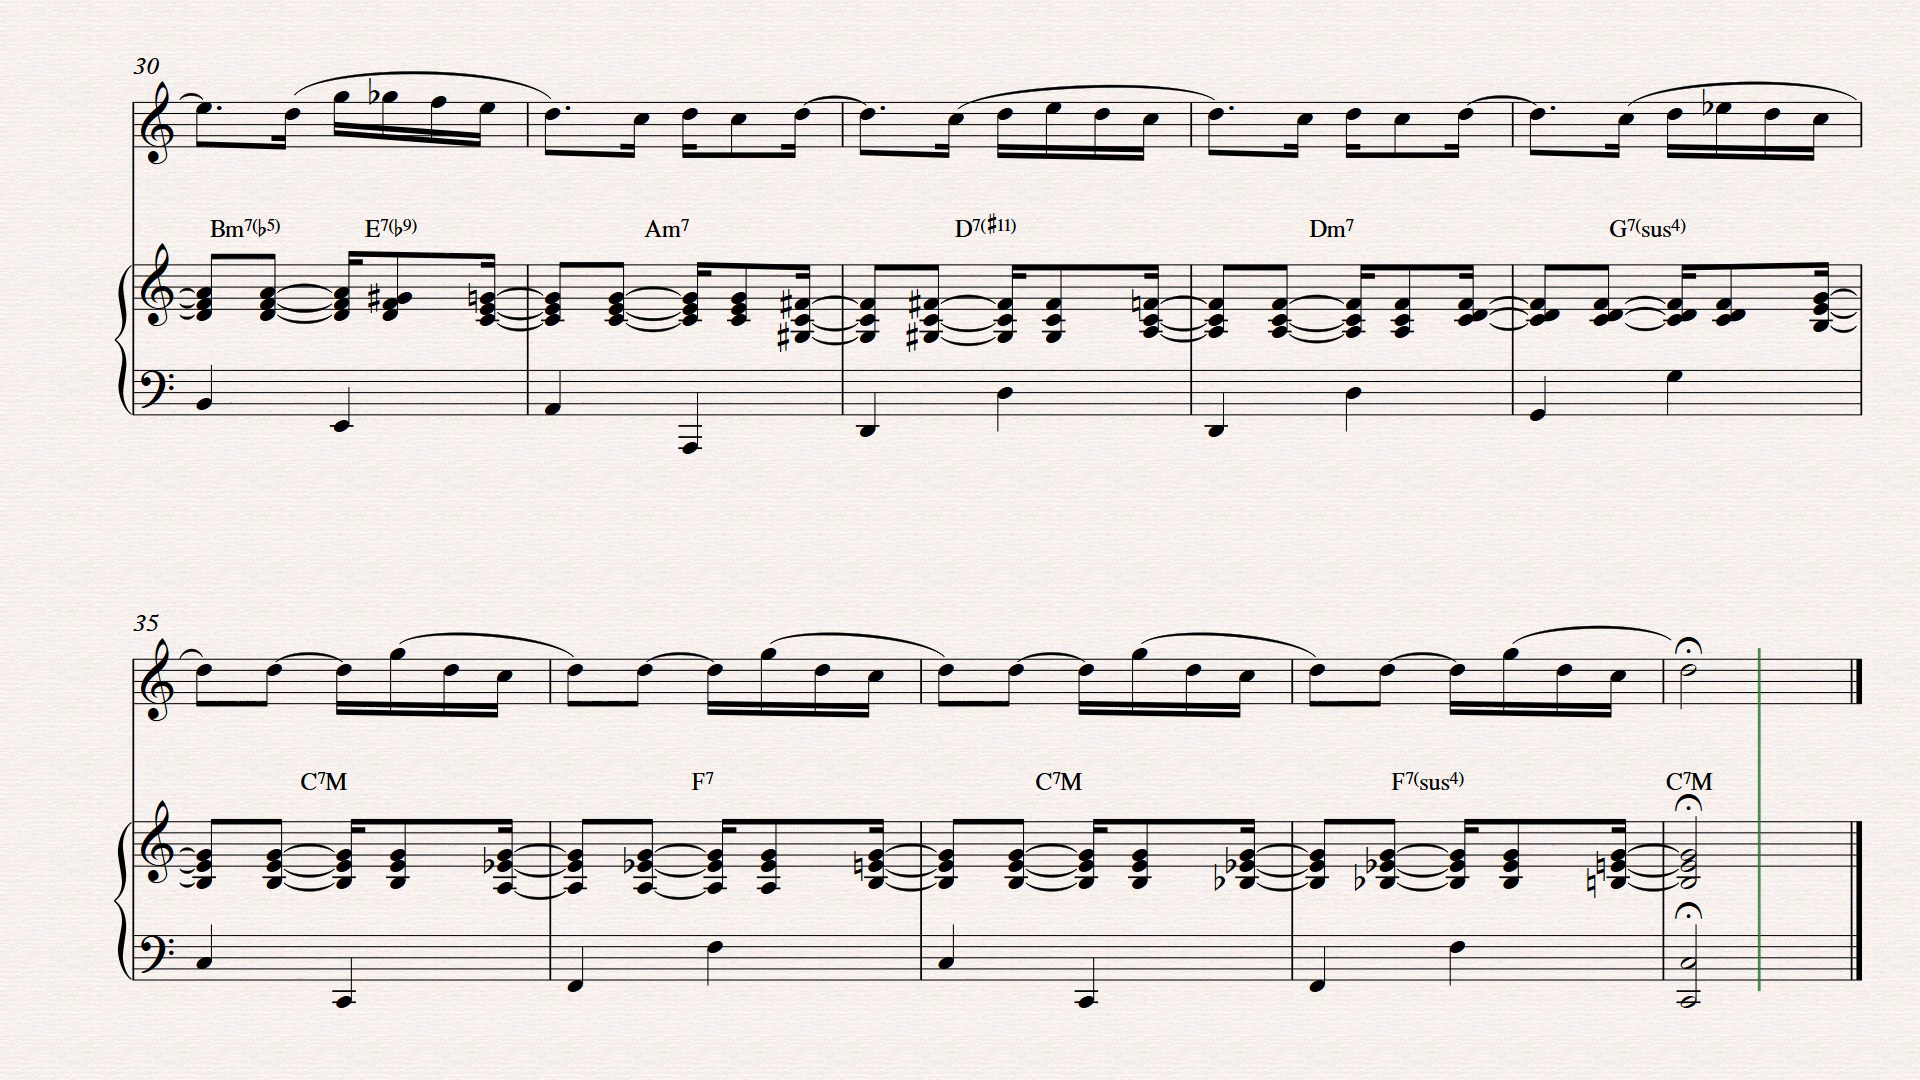 30
Bm7(♭5) E7(♭9) Am7 D7(♯11) Dm7 G7(sus4)
35
C7M F7 C7M F7(sus4) C7M